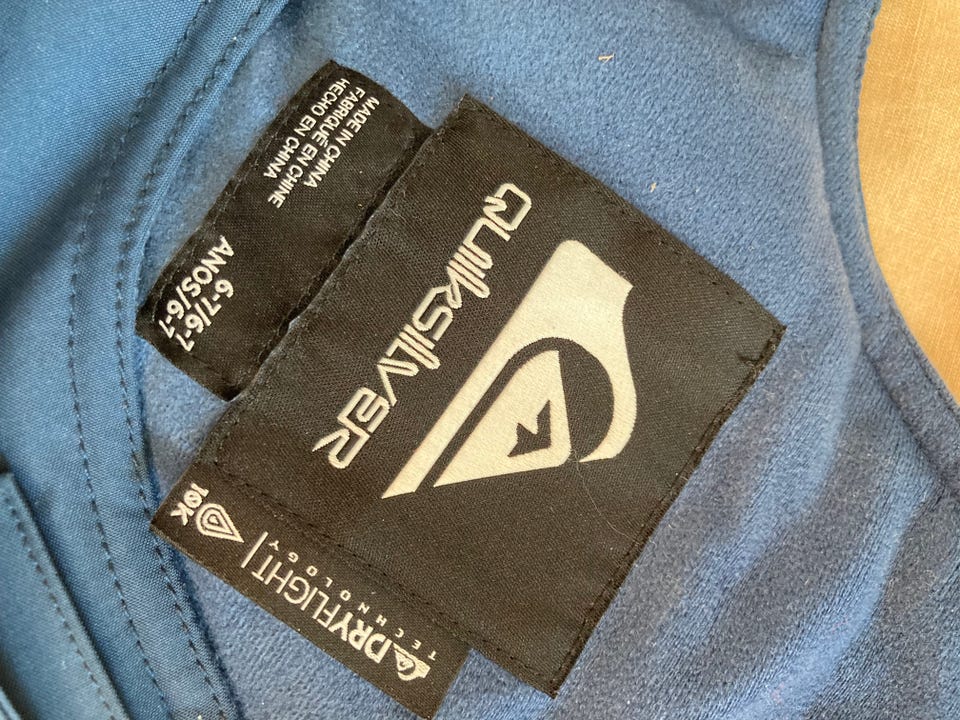 QUIKSILVER
DRYFLIGHT
TECHNOLOGY
10K
MADE IN CHINA
FABRIQUE EN CHINE
HECHO EN CHINA
6-7/6-7
ANOS/6-7